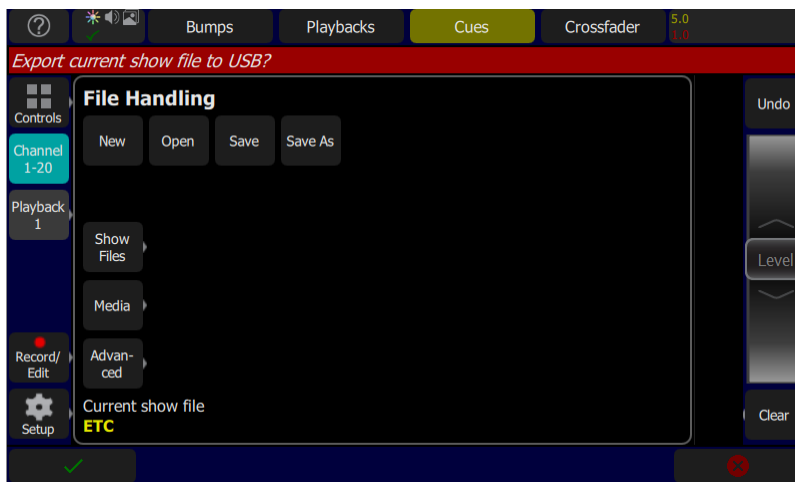 ?
Bumps
Playbacks
Cues
Crossfader
5.0
1.0
Export current show file to USB?
Controls
Channel
1-20
Playback
1
Record/
Edit
Setup
File Handling
New
Open
Save
Save As
Show
Files
Media
Advan-
ced
Current show file
ETC
Undo
Level
Clear